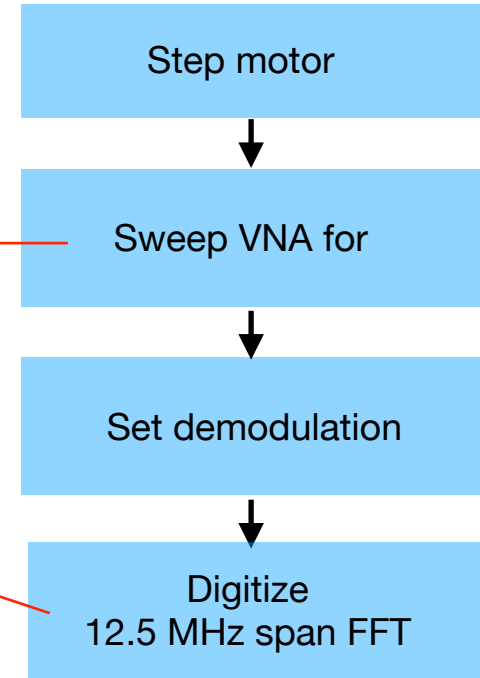 Step motor
Sweep VNA for
Set demodulation
Digitize
12.5 MHz span FFT